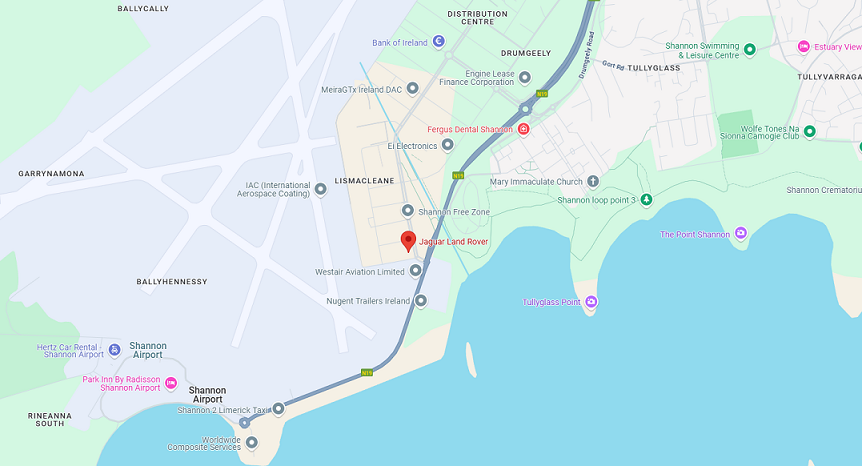 BALLYCALLY
DISTRIBUTION
CENTRE
Bank of Ireland
DRUMGEELY
Drumgeely Road
Gort Rd
Shannon Swimming
& Leisure Centre
Estuary View
TULLYGLASS
TULLYVARRAGA
Engine Lease
Finance Corporation
MeiraGTx Ireland DAC
N19
Fergus Dental Shannon
Wolfe Tones Na
Sionna Camogie Club
Ei Electronics
GARRYNAMONA
LISMACLEANE
N19
IAC (International
Aerospace Coating)
Mary Immaculate Church
Shannon Crematoriu
Shannon loop point 3
Shannon Free Zone
The Point Shannon
Jaguar Land Rover
Westair Aviation Limited
BALLYHENNESSY
Nugent Trailers Ireland
Tullyglass Point
Hertz Car Rental -
Shannon Airport
Shannon
Airport
N19
Park Inn By Radisson
Shannon Airport
Shannon
Airport
Shannon 2 Limerick Taxi
RINEANNA
SOUTH
Worldwide
Composite Services